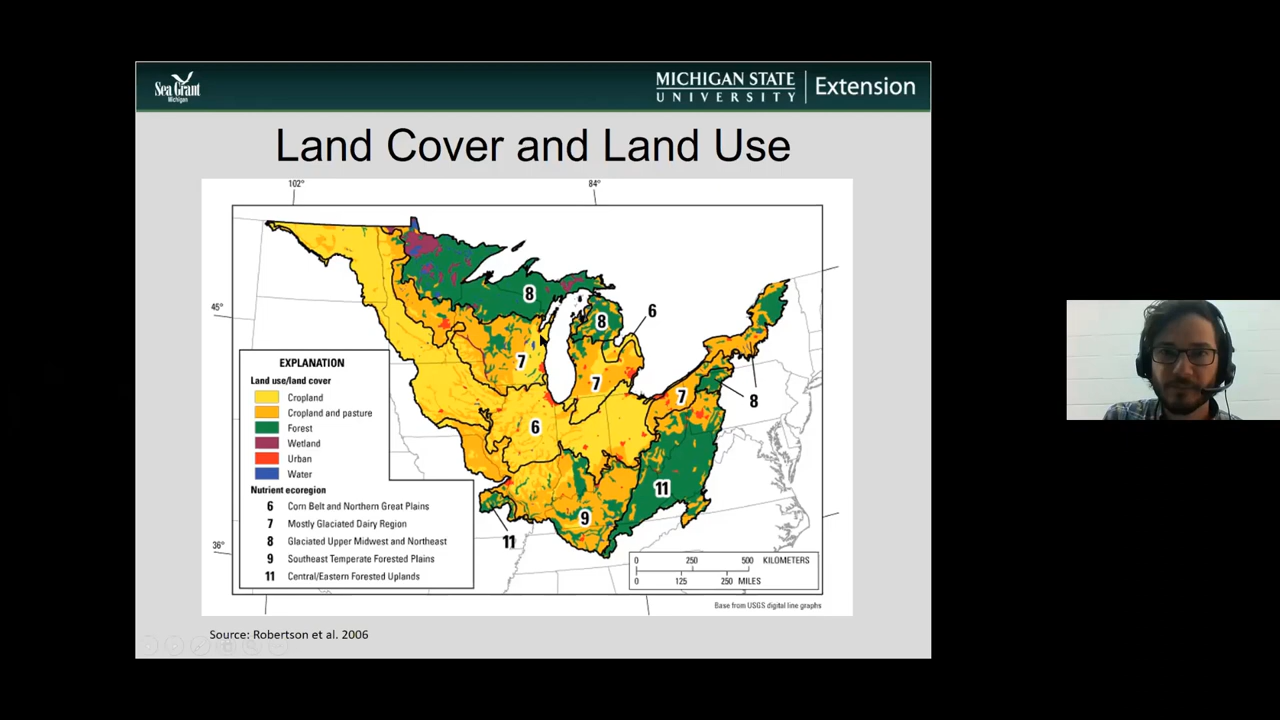 Sea Grant
Michigan
MICHIGAN STATE
UNIVERSITY
Extension
Land Cover and Land Use
102°
84°
45°
36°
8
8
6
7
7
7
8
6
11
9
11
EXPLANATION
Land use/land cover
Cropland
Cropland and pasture
Forest
Wetland
Urban
Water
Nutrient ecoregion
6 Corn Belt and Northern Great Plains
7 Mostly Glaciated Dairy Region
8 Glaciated Upper Midwest and Northeast
9 Southeast Temperate Forested Plains
11 Central/Eastern Forested Uplands
0 250 500 KILOMETERS
0 125 250 MILES
Base from USGS digital line graphs
Source: Robertson et al. 2006